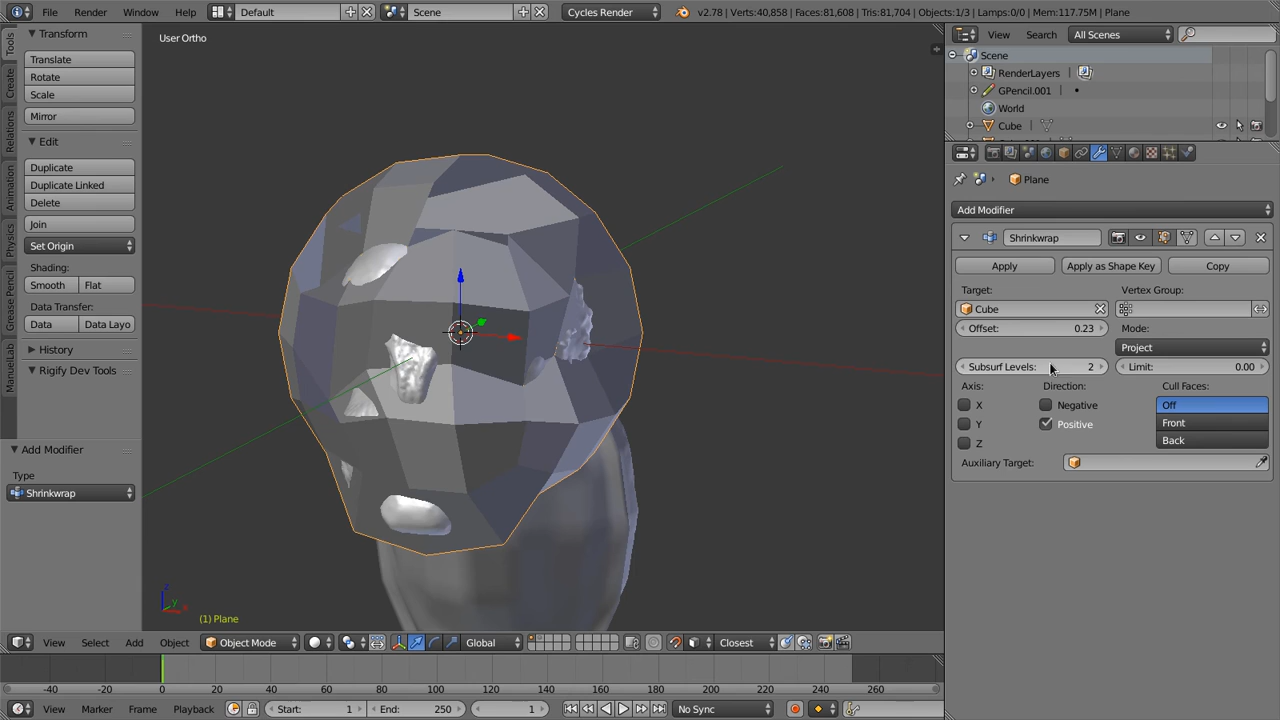 File Render Window Help Default Scene Cycles Render v2.78 | Verts:40,858 | Faces:81,608 | Tris:81,704 | Objects:1/3 | Lamps:0/0 | Mem:117.75M | Plane
Tools
Create
Relations
Animation
Physics
Grease Pencil
ManuelLab
Transform
Translate
Rotate
Scale
Mirror
Edit
Duplicate
Duplicate Linked
Delete
Join
Set Origin
Shading:
Smooth Flat
Data Transfer:
Data Data Layo
History
Rigify Dev Tools
Add Modifier
Type
Shrinkwrap
User Ortho
z
y
x
(1) Plane
View Search All Scenes
Scene
RenderLayers
GPencil.001
World
Cube
Plane
Add Modifier
Shrinkwrap
Apply Apply as Shape Key Copy
Target: Vertex Group:
Cube
Offset: 0.23 Mode:
Project
Subsurf Levels: 2 Limit: 0.00
Axis: Direction: Cull Faces:
X Negative Off
Y Positive Front
Z Back
Auxiliary Target:
View Select Add Object Object Mode Global Closest
-40 -20 0 20 40 60 80 100 120 140 160 180 200 220 240 260
View Marker Frame Playback Start: 1 End: 250 1 No Sync